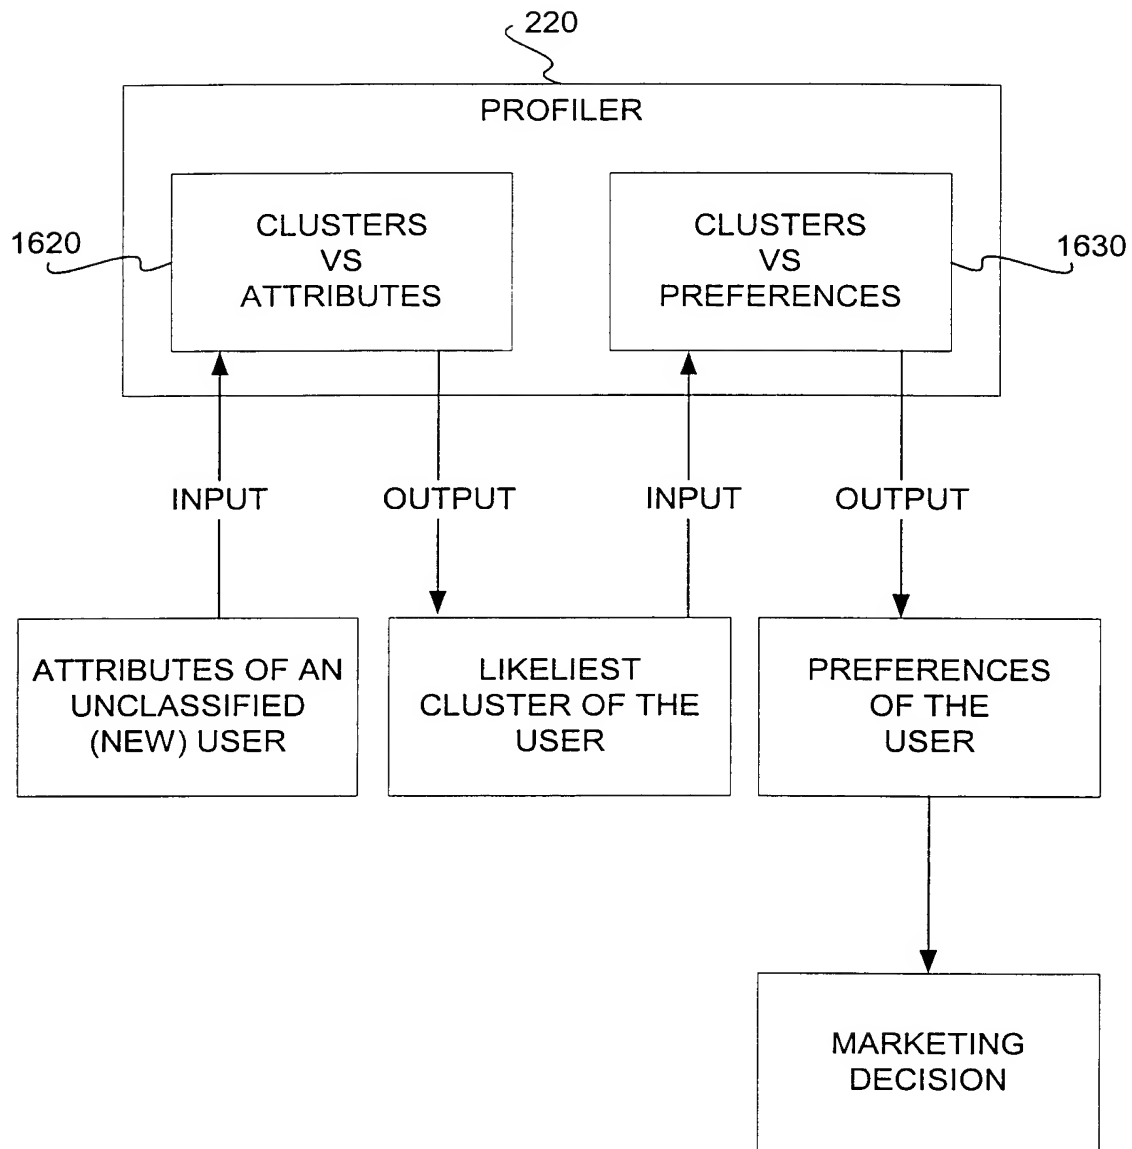 220
PROFILER
CLUSTERS
VS
ATTRIBUTES
CLUSTERS
VS
PREFERENCES
1620
1630
INPUT
OUTPUT
INPUT
OUTPUT
ATTRIBUTES OF AN
UNCLASSIFIED
(NEW) USER
LIKELIEST
CLUSTER OF THE
USER
PREFERENCES
OF THE
USER
MARKETING
DECISION